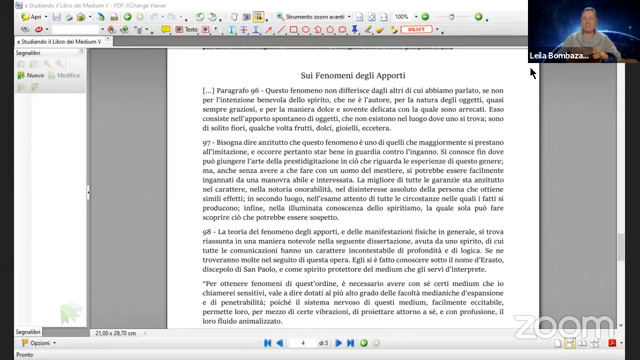 e Studiando il Libro dei Medium V - PDF-XChange Viewer
Apri
Strumento zoom avanti
100%
Testo
DRAFT
e Studiando il Libro dei Medium V
Segnalibri
Nuovo
Modifica
Leila Bombaza...
Sui Fenomeni degli Apporti
[...] Paragrafo 96 - Questo fenomeno non differisce dagli altri di cui abbiamo parlato, se non
per l'intenzione benevola dello spirito, che ne è l'autore, per la natura degli oggetti, quasi
sempre graziosi, e per la maniera dolce e sovente delicata con la quale sono arrecati. Esso
consiste nell'apporto spontaneo di oggetti, che non esistono nel luogo dove uno si trova; sono
di solito fiori, qualche volta frutti, dolci, gioielli, eccetera.
97 - Bisogna dire anzitutto che questo fenomeno è uno di quelli che maggiormente si prestano
all'imitazione, e occorre pertanto star bene in guardia contro l'inganno. Si conosce fin dove
può giungere l'arte della prestidigitazione in ciò che riguarda le esperienze di questo genere;
ma, anche senza avere a che fare con un uomo del mestiere, si potrebbe essere facilmente
ingannati da una manovra abile e interessata. La migliore di tutte le garanzie sta anzitutto
nel carattere, nella notoria onorabilità, nel disinteresse assoluto della persona che ottiene
simili effetti; in secondo luogo, nell'esame attento di tutte le circostanze nelle quali i fatti si
producono; infine, nella illuminata conoscenza dello spiritismo, la quale sola può fare
scoprire ciò che potrebbe essere sospetto.
98 - La teoria del fenomeno degli apporti, e delle manifestazioni fisiche in generale, si trova
riassunta in una maniera notevole nella seguente dissertazione, avuta da uno spirito, di cui
tutte le comunicazioni hanno un carattere incontestabile di profondità e di logica. Se ne
troveranno molte nel seguito di questa opera. Egli si è fatto conoscere sotto il nome d'Erasto,
discepolo di San Paolo, e come spirito protettore del medium che gli servì d'interprete.
"Per ottenere fenomeni di quest'ordine, è necessario avere con sé certi medium che io
chiamerei sensitivi, vale a dire dotati al più alto grado delle facoltà medianiche d'espansione
e di penetrabilità; poiché il sistema nervoso di questi medium, facilmente eccitabile,
permette loro, per mezzo di certe vibrazioni, di proiettare attorno a sé, e con profusione, il
loro fluido animalizzato.
Segnalibri
21,00 x 29,70 cm
Opzioni
4
di 5
Pronto
zoom